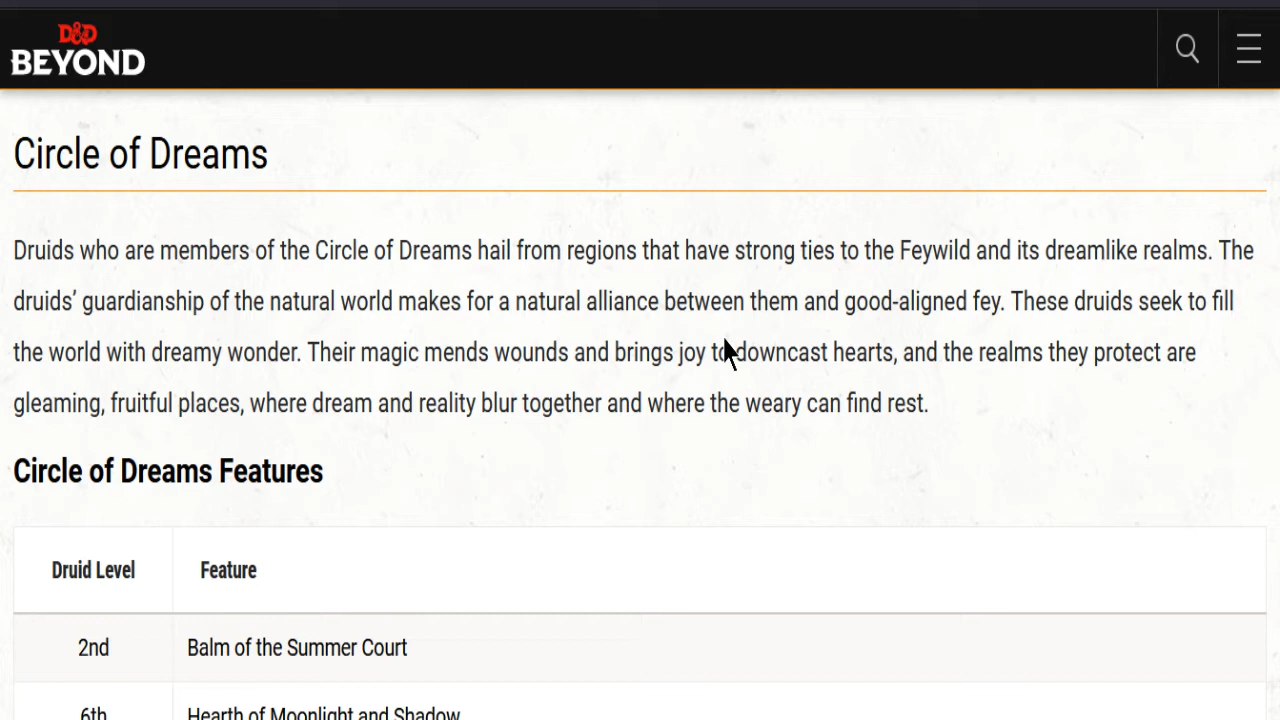 D&D
BEYOND
Circle of Dreams
Druids who are members of the Circle of Dreams hail from regions that have strong ties to the Feywild and its dreamlike realms. The
druids’ guardianship of the natural world makes for a natural alliance between them and good-aligned fey. These druids seek to fill
the world with dreamy wonder. Their magic mends wounds and brings joy to downcast hearts, and the realms they protect are
gleaming, fruitful places, where dream and reality blur together and where the weary can find rest.
Circle of Dreams Features
Druid Level Feature
2nd Balm of the Summer Court
6th Hearth of Moonlight and Shadow